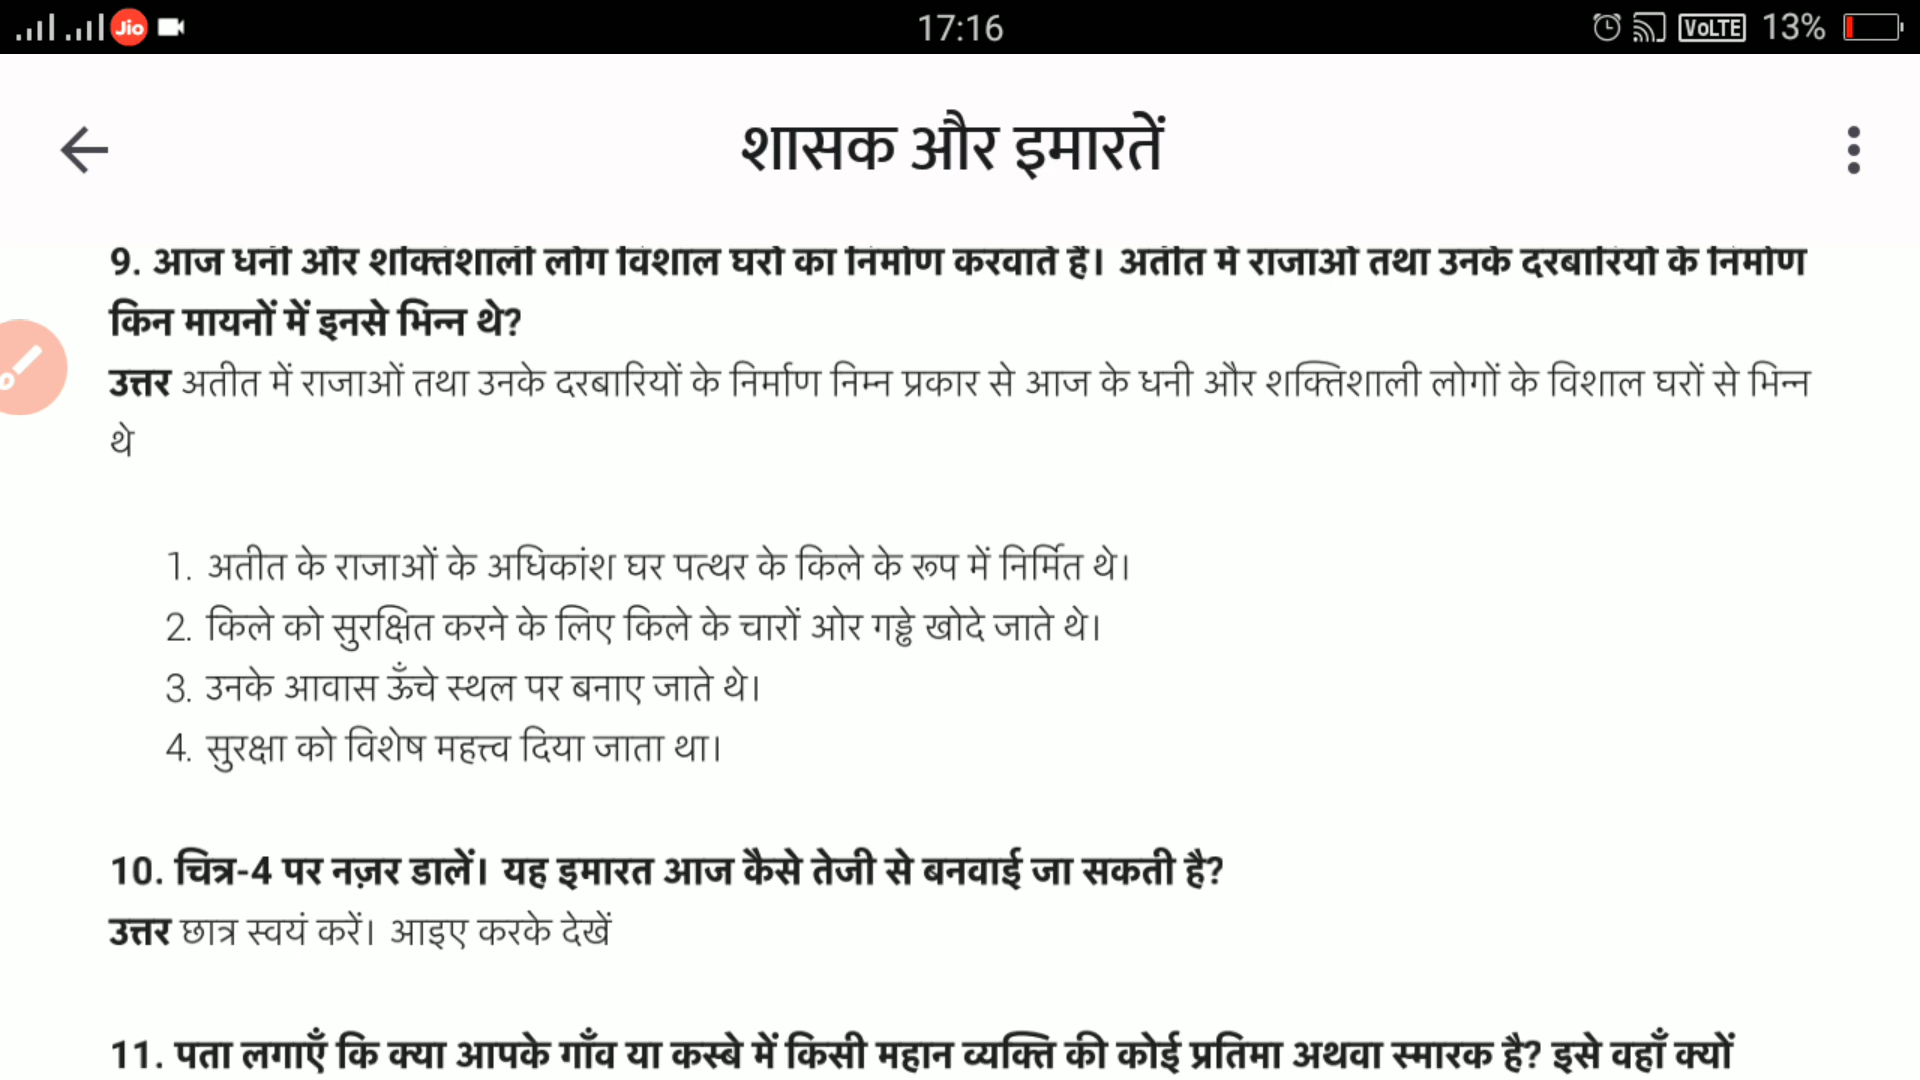 Jio
17:16
VoLTE 13%
शासक और इमारतें
9. आज धनी और शक्तिशाली लोग विशाल घरों का निर्माण करवाते हैं। अतीत में राजाओं तथा उनके दरबारियों के निर्माण
किन मायनों में इनसे भिन्न थे?
उत्तर अतीत में राजाओं तथा उनके दरबारियों के निर्माण निम्न प्रकार से आज के धनी और शक्तिशाली लोगों के विशाल घरों से भिन्न
थे
1. अतीत के राजाओं के अधिकांश घर पत्थर के किले के रूप में निर्मित थे।
2. किले को सुरक्षित करने के लिए किले के चारों ओर गड्ढे खोदे जाते थे।
3. उनके आवास ऊँचे स्थल पर बनाए जाते थे।
4. सुरक्षा को विशेष महत्त्व दिया जाता था।
10. चित्र-4 पर नज़र डालें। यह इमारत आज कैसे तेजी से बनवाई जा सकती है?
उत्तर छात्र स्वयं करें। आइए करके देखें
11. पता लगाएँ कि क्या आपके गाँव या कस्बे में किसी महान व्यक्ति की कोई प्रतिमा अथवा स्मारक है? इसे वहाँ क्यों